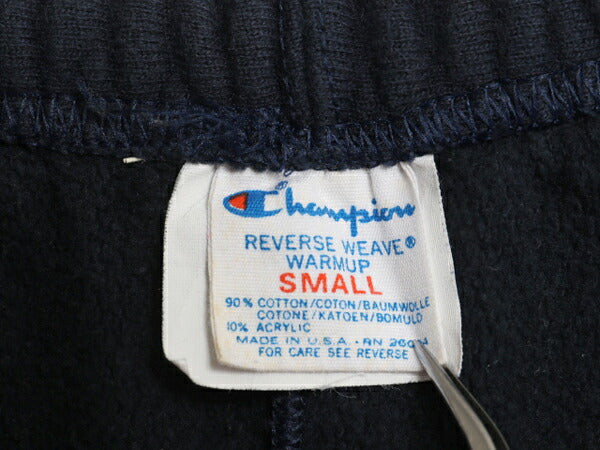 Champion
REVERSE WEAVE®
WARMUP
SMALL
90% COTTON/COTON/BAUMWOLLE
COTONE/KATOEN/BOMULD
10% ACRYLIC
MADE IN U.S.A. - RN
FOR CARE SEE REVERSE